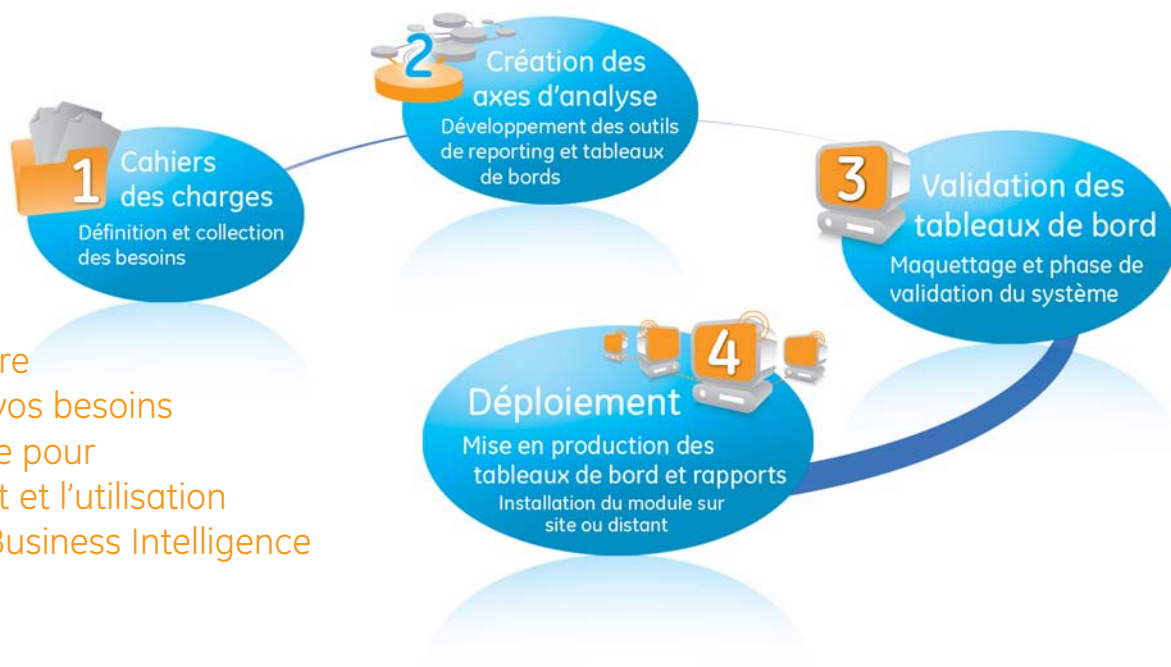 1
Cahiers
des charges
Définition et collection
des besoins
2
Création des
axes d'analyse
Développement des outils
de reporting et tableaux
de bords
3
Validation des
tableaux de bord
Maquettage et phase de
validation du système
4
Déploiement
Mise en production des
tableaux de bord et rapports
Installation du module sur
site ou distant
re
vos besoins
e pour
t et l'utilisation
Business Intelligence